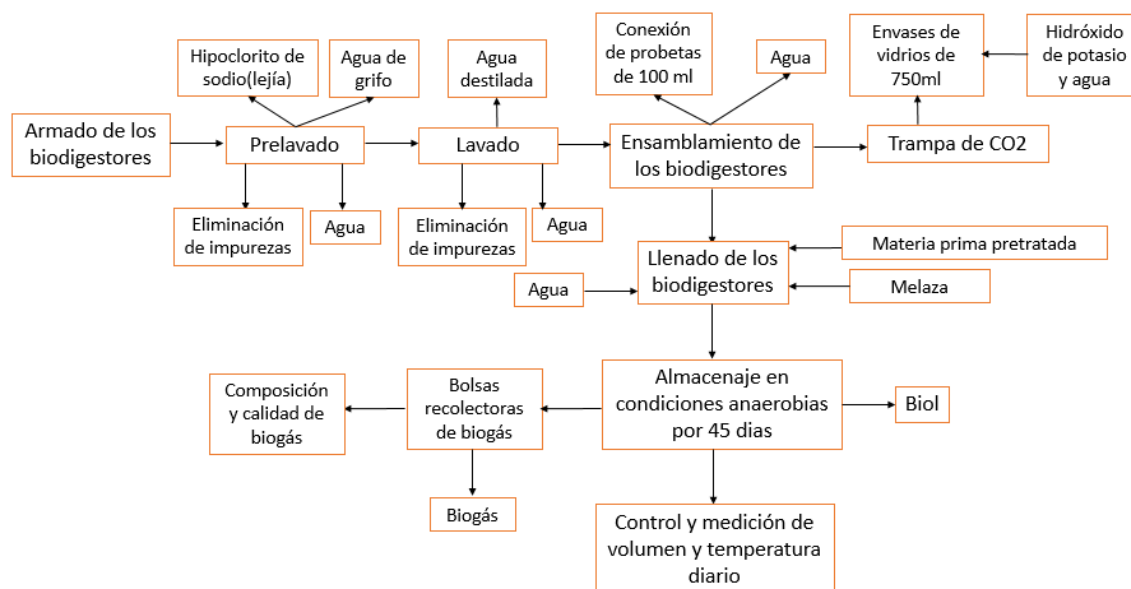 Hipoclorito de
sodio(lejía)
Agua de
grifo
Agua
destilada
Conexión
de probetas
de 100 ml
Agua
Envases de
vidrios de
750ml
Hidróxido
de potasio
y agua
Armado de los
biodigestores
Prelavado
Lavado
Ensamblamiento de
los biodigestores
Trampa de CO2
Eliminación
de impurezas
Agua
Eliminación
de impurezas
Agua
Materia prima pretratada
Llenado de los
biodigestores
Agua
Melaza
Composición
y calidad de
biogás
Bolsas
recolectoras
de biogás
Almacenaje en
condiciones anaerobias
por 45 dias
Biol
Biogás
Control y medición de
volumen y temperatura
diario